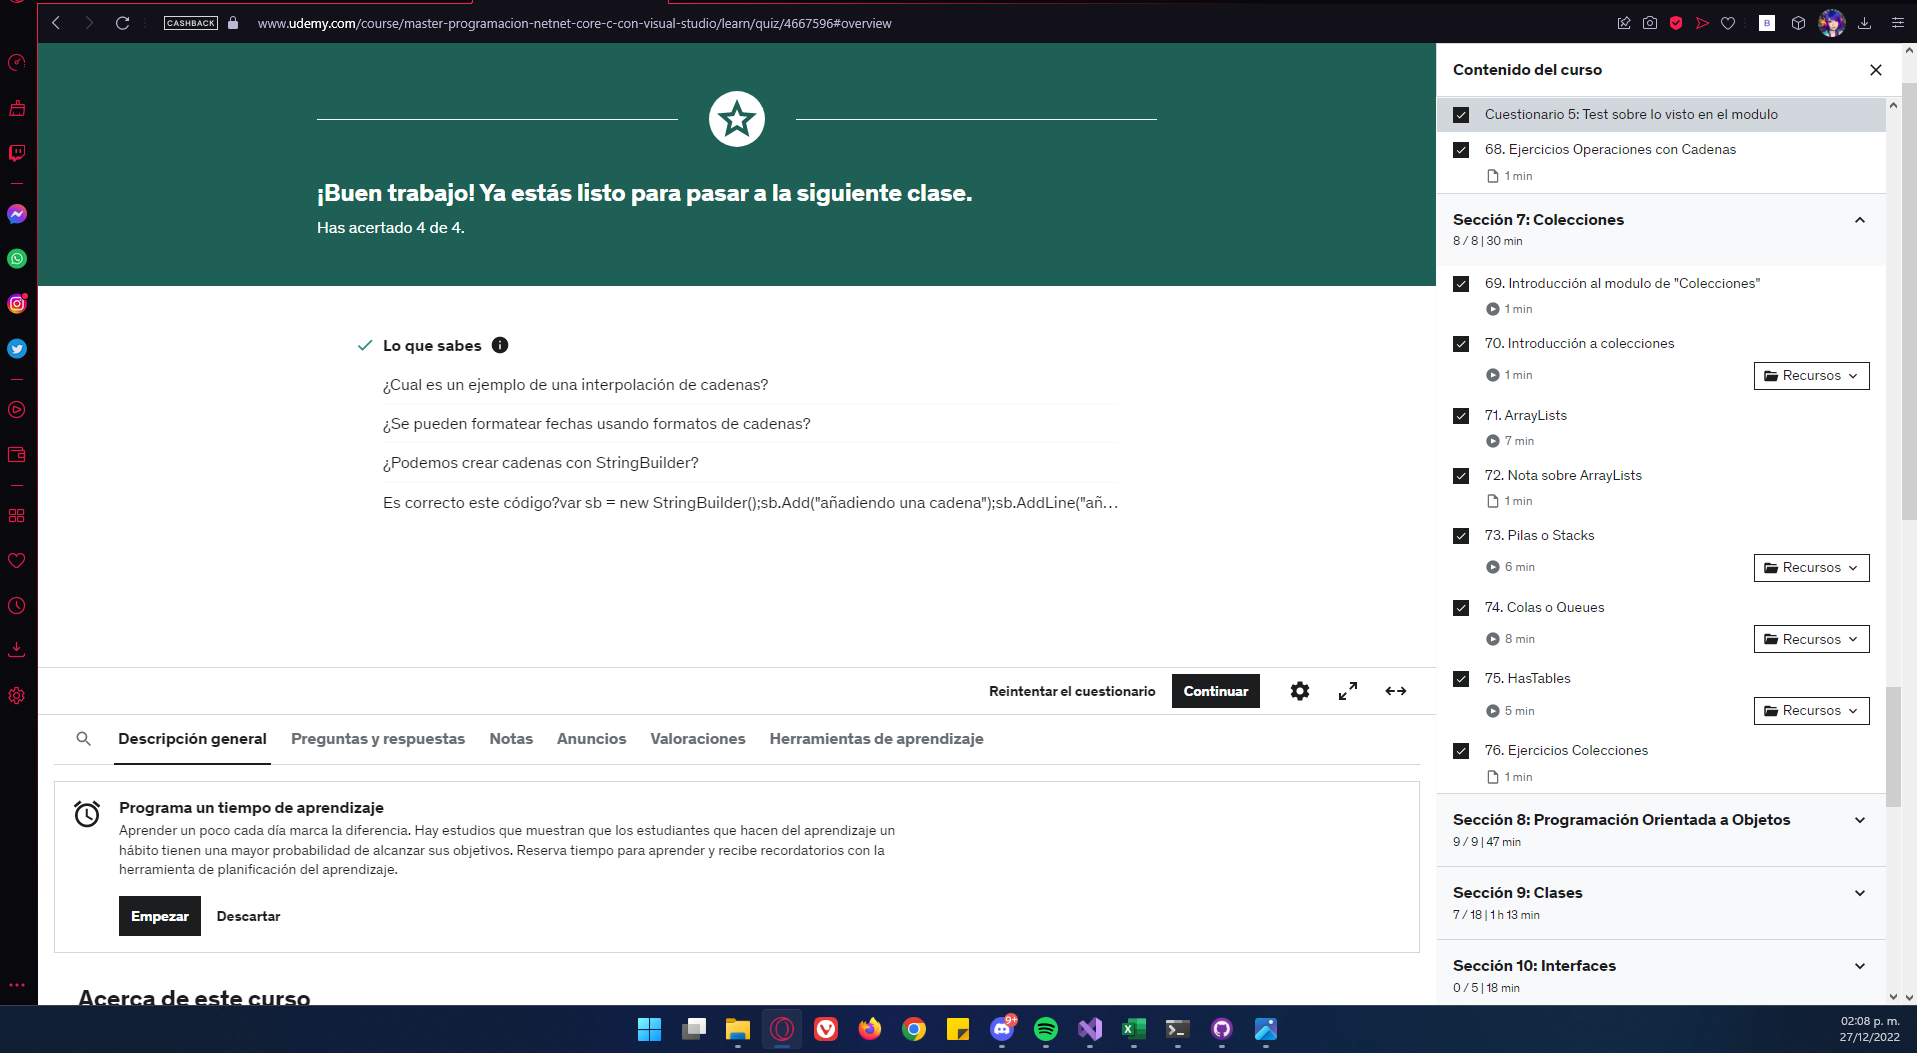 CASHBACK
www.udemy.com/course/master-programacion-netnet-core-c-con-visual-studio/learn/quiz/4667596#overview
B
¡Buen trabajo! Ya estás listo para pasar a la siguiente clase.
Has acertado 4 de 4.
Lo que sabes
¿Cual es un ejemplo de una interpolación de cadenas?
¿Se pueden formatear fechas usando formatos de cadenas?
¿Podemos crear cadenas con StringBuilder?
Es correcto este código?var sb = new StringBuilder();sb.Add("añadiendo una cadena");sb.AddLine("añ...
Reintentar el cuestionario
Continuar
Descripción general
Preguntas y respuestas
Notas
Anuncios
Valoraciones
Herramientas de aprendizaje
Programa un tiempo de aprendizaje
Aprender un poco cada día marca la diferencia. Hay estudios que muestran que los estudiantes que hacen del aprendizaje un
hábito tienen una mayor probabilidad de alcanzar sus objetivos. Reserva tiempo para aprender y recibe recordatorios con la
herramienta de planificación del aprendizaje.
Empezar
Descartar
Acerca de este curso
Contenido del curso
Cuestionario 5: Test sobre lo visto en el modulo
68. Ejercicios Operaciones con Cadenas
1 min
Sección 7: Colecciones
8 / 8 | 30 min
69. Introducción al modulo de "Colecciones"
1 min
70. Introducción a colecciones
1 min
Recursos
71. ArrayLists
7 min
72. Nota sobre ArrayLists
1 min
73. Pilas o Stacks
6 min
Recursos
74. Colas o Queues
8 min
Recursos
75. HasTables
5 min
Recursos
76. Ejercicios Colecciones
1 min
Sección 8: Programación Orientada a Objetos
9 / 9 | 47 min
Sección 9: Clases
7 / 18 | 1 h 13 min
Sección 10: Interfaces
0 / 5 | 18 min
9+
02:08 p. m.
27/12/2022